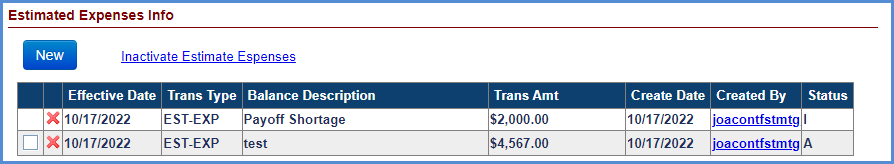 Estimated Expenses Info
New Inactivate Estimate Espenses
Effective Date Trans Type Balance Description Trans Amt Create Date Created By Status
10/17/2022 EST-EXP Payoff Shortage $2,000.00 10/17/2022 joacontfstmtg I
10/17/2022 EST-EXP test $4,567.00 10/17/2022 joacontfstmtg A